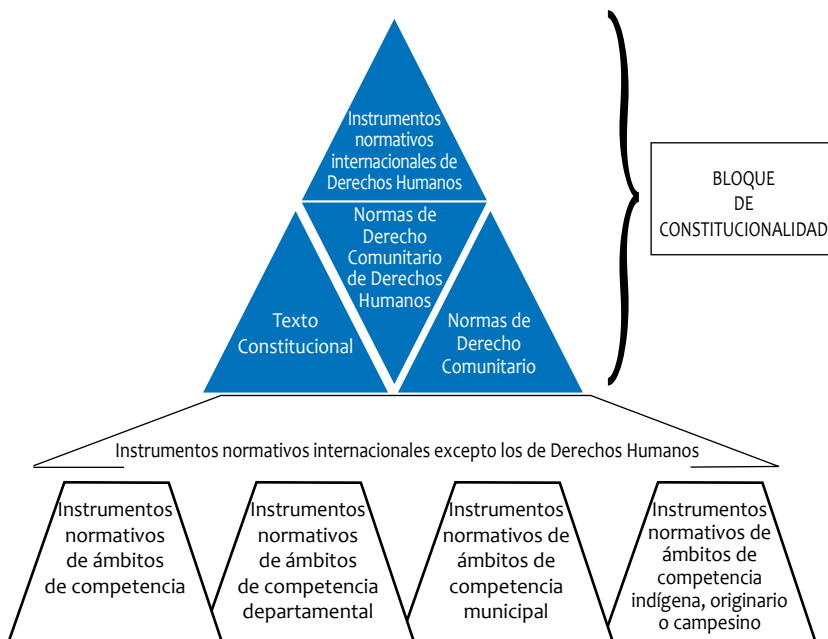 Instrumentos
normativos
internacionales de
Derechos Humanos
Normas de
Derecho
Comunitario
de Derechos
Humanos
Texto
Constitucional
Normas de
Derecho
Comunitario
BLOQUE
DE
CONSTITUCIONALIDAD
Instrumentos normativos internacionales excepto los de Derechos Humanos
Instrumentos
normativos
de ámbitos
de competencia
Instrumentos
normativos
de ámbitos
de competencia
departamental
Instrumentos
normativos de
ámbitos de
competencia
municipal
Instrumentos
normativos de
ámbitos de
competencia
indígena, originario
o campesino